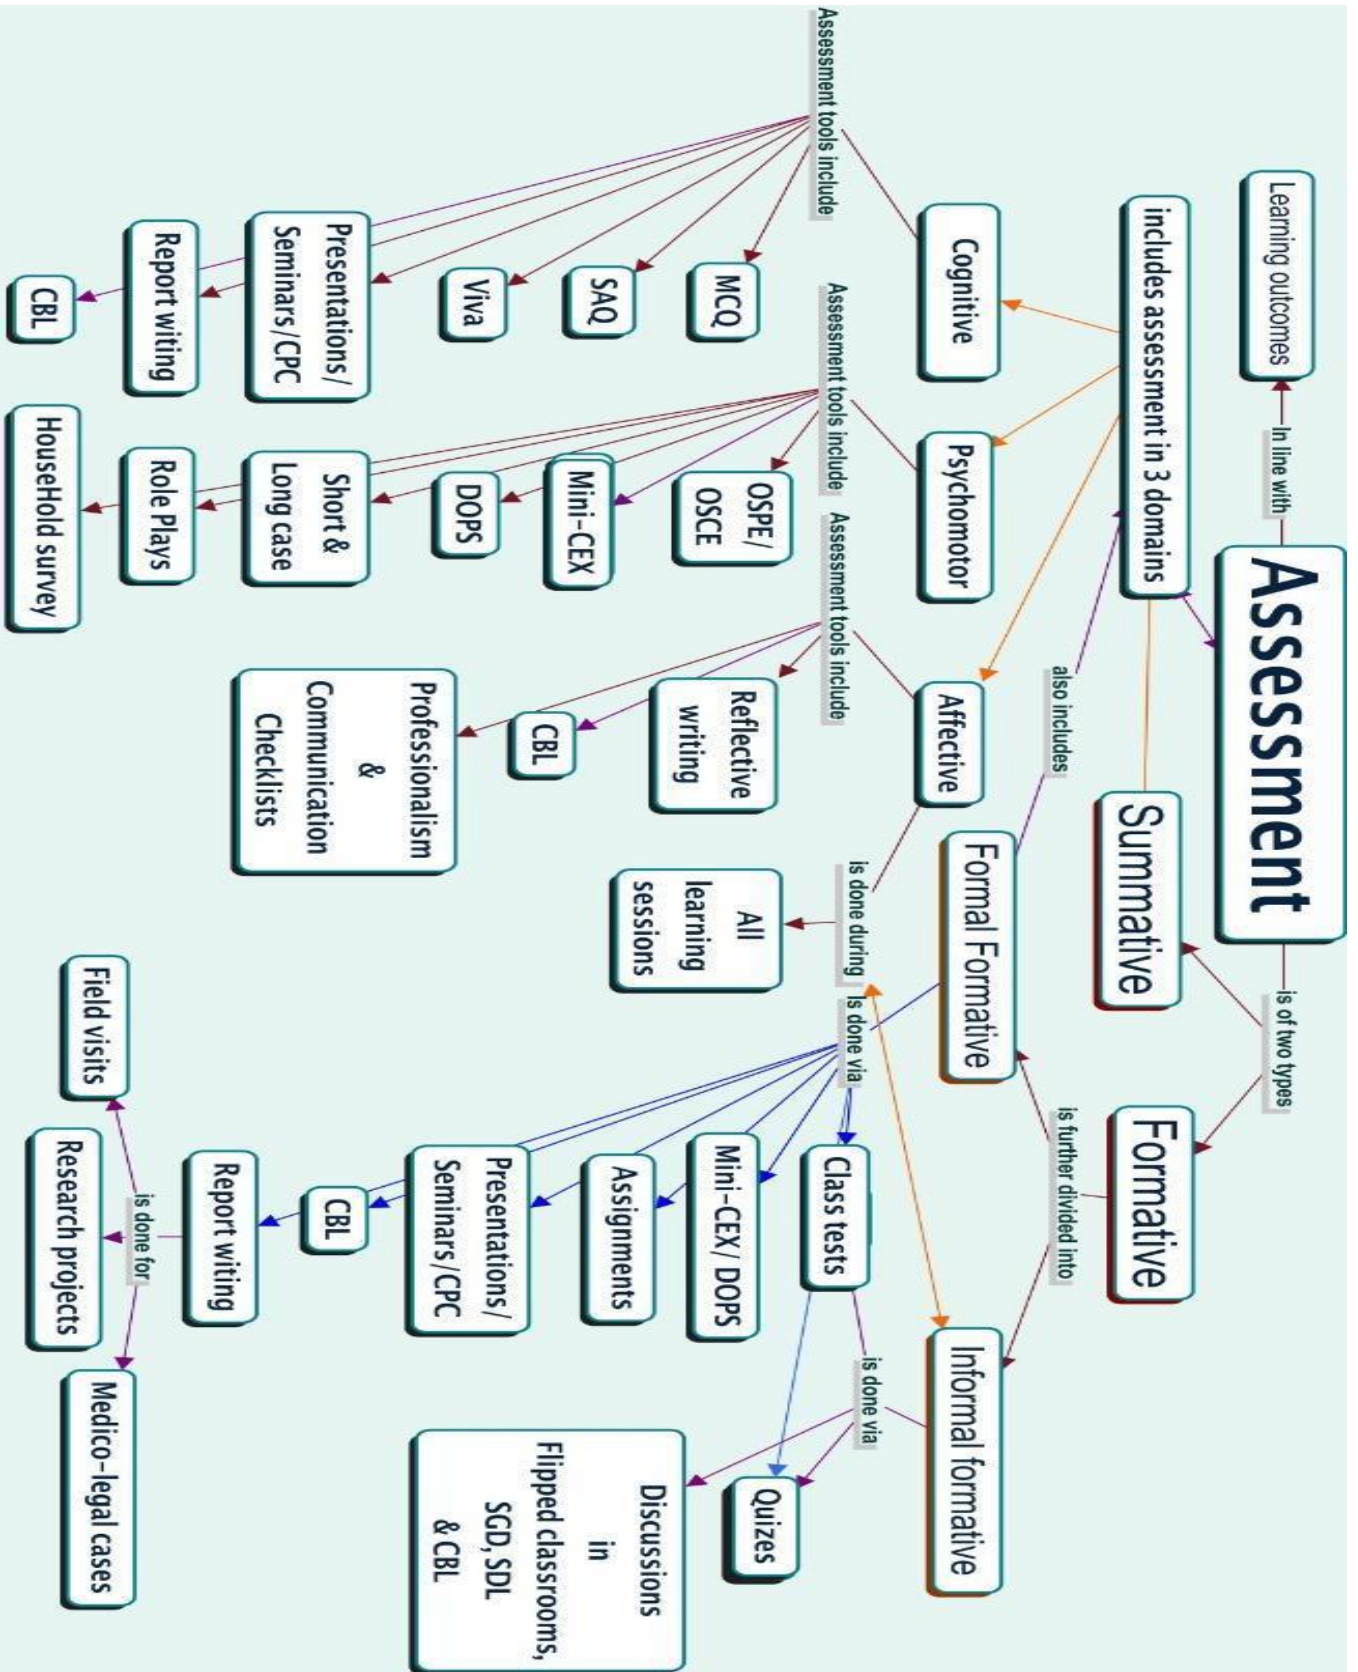 Assessment
In line with
Learning outcomes
is of two types
Summative
Formative
includes assessment in 3 domains
also includes
is further divided into
Formal Formative
Informal formative
Cognitive
Psychomotor
Affective
Assessment tools include
MCQ
SAQ
Viva
Presentations/
Seminars/CPC
Report witing
CBL
Assessment tools include
OSPE/
OSCE
Mini-CEX
DOPS
Short &
Long case
Role Plays
HouseHold survey
Assessment tools include
Reflective
writing
CBL
Professionalism
&
Communication
Checklists
is done during
All
learning
sessions
Is done via
Class tests
Mini-CEX/ DOPS
Assignments
Presentations/
Seminars/CPC
CBL
Report witing
is done for
Field visits
Research projects
Medico-legal cases
is done via
Quizes
Discussions
in
Flipped classrooms,
SGD, SDL
& CBL